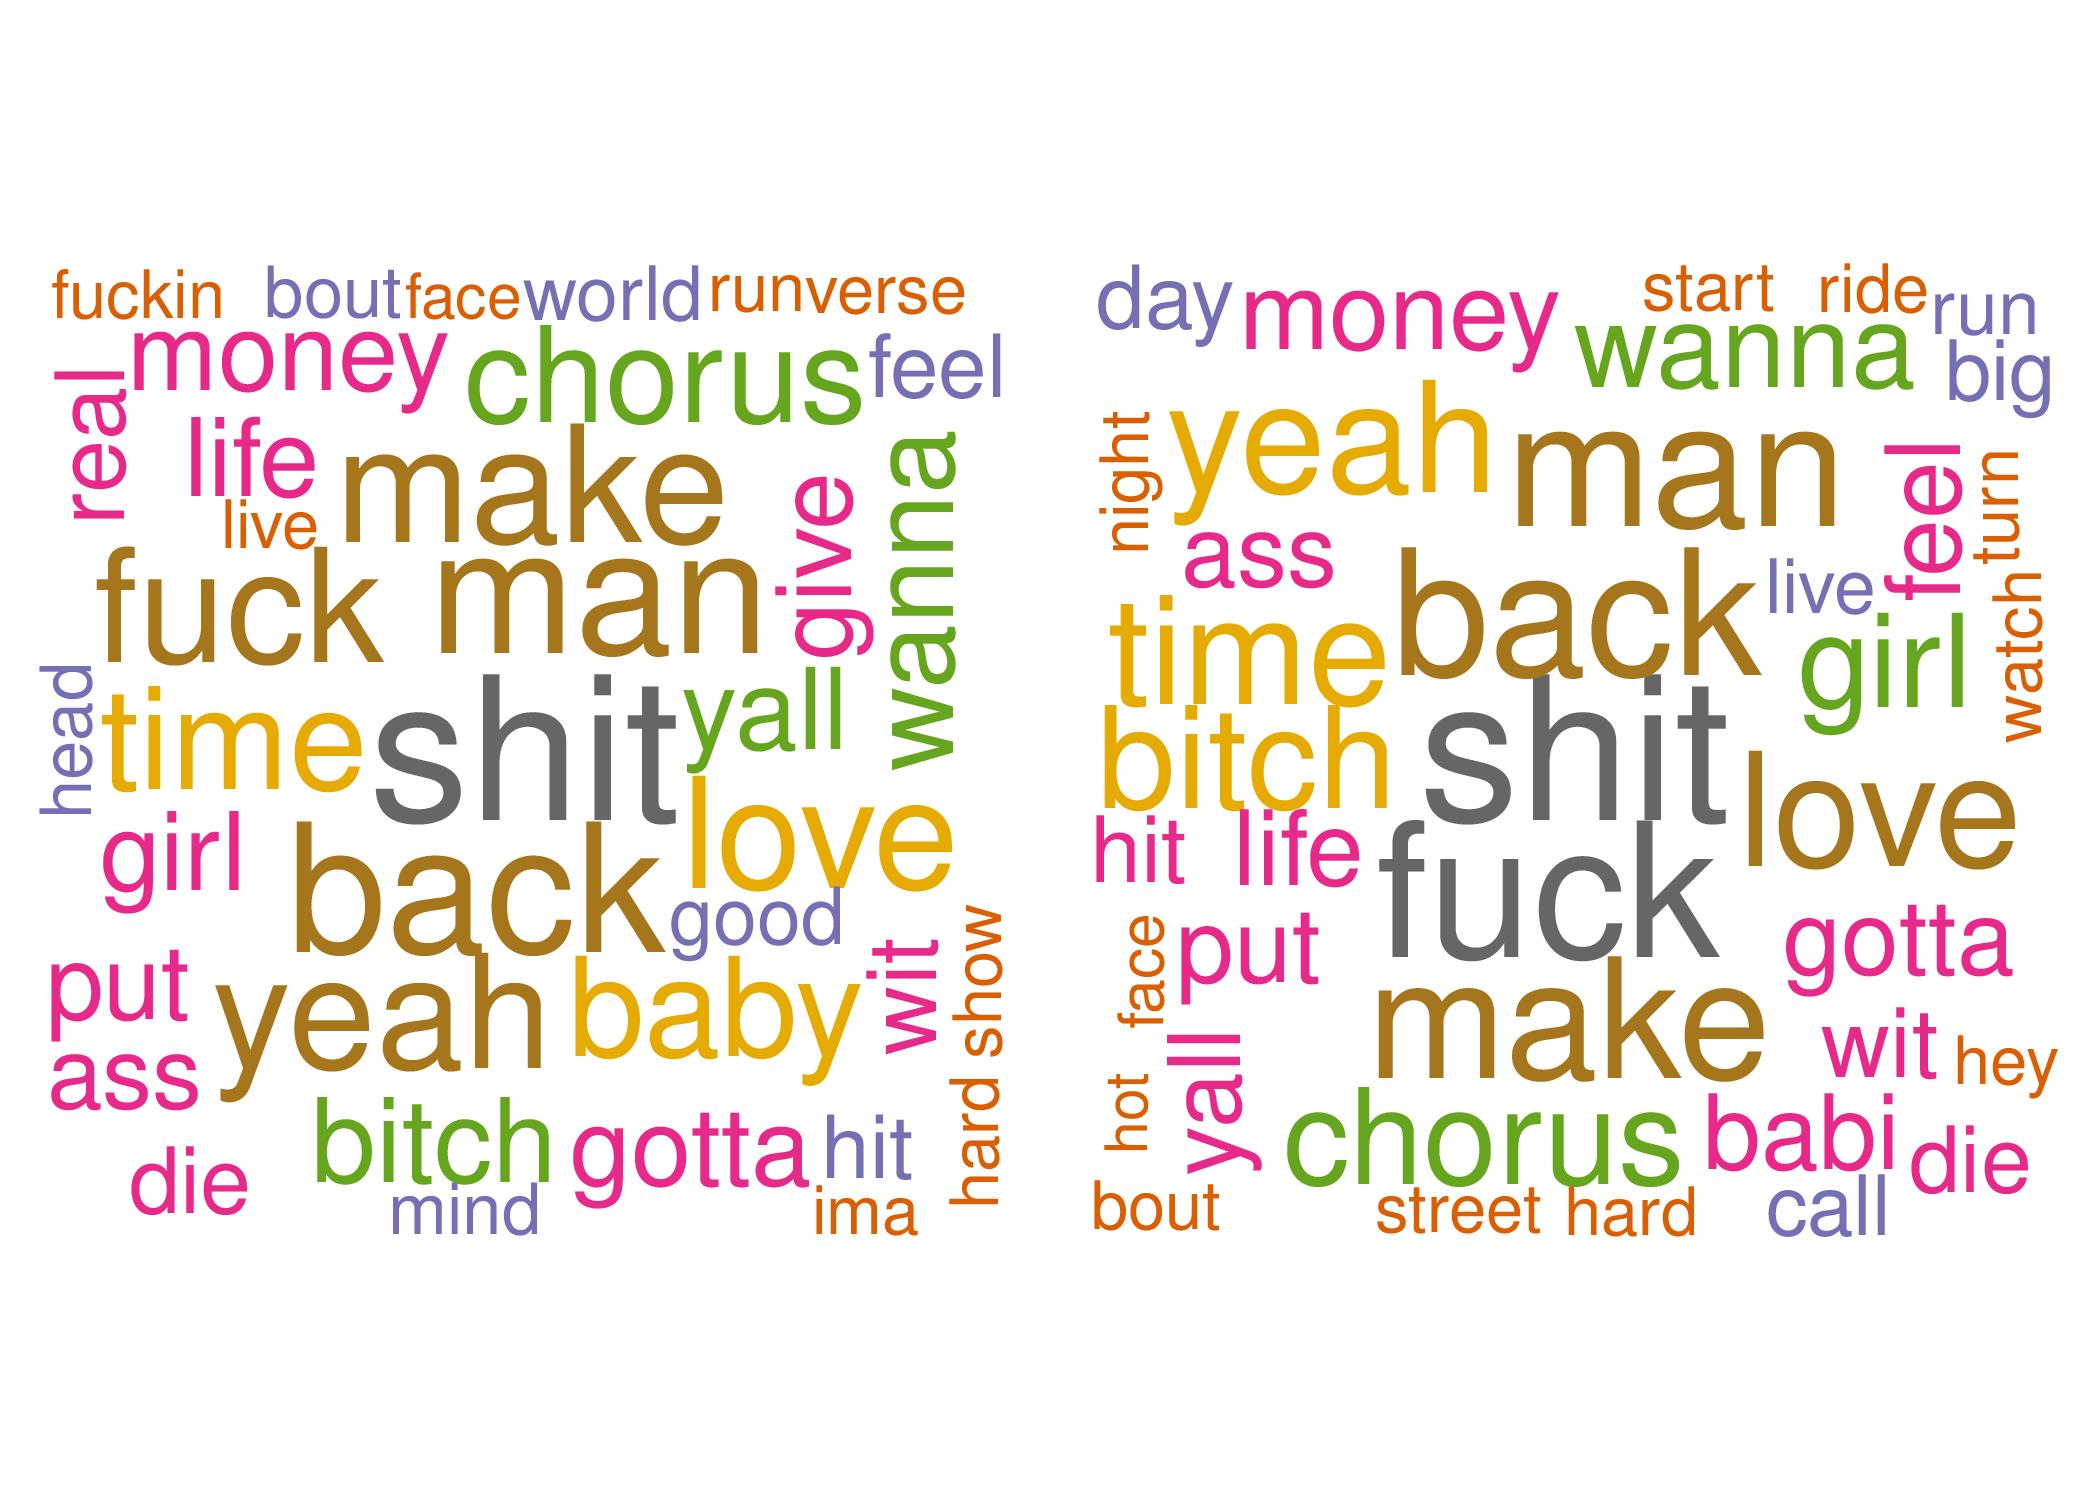 fuckin bout face world run verse
money chorus feel
real life make
live give wanna
fuck man
head time shit yall
girl love
back good
put yeah baby wit show
ass
die bitch gotta hit hard
mind ima
day money start ride run
wanna big
night yeah man feel turn
ass
time back live girl watch
bitch shit love
hit life
fuck
face put gotta
make wit hey
hot yall chorus babi die
bout street hard call